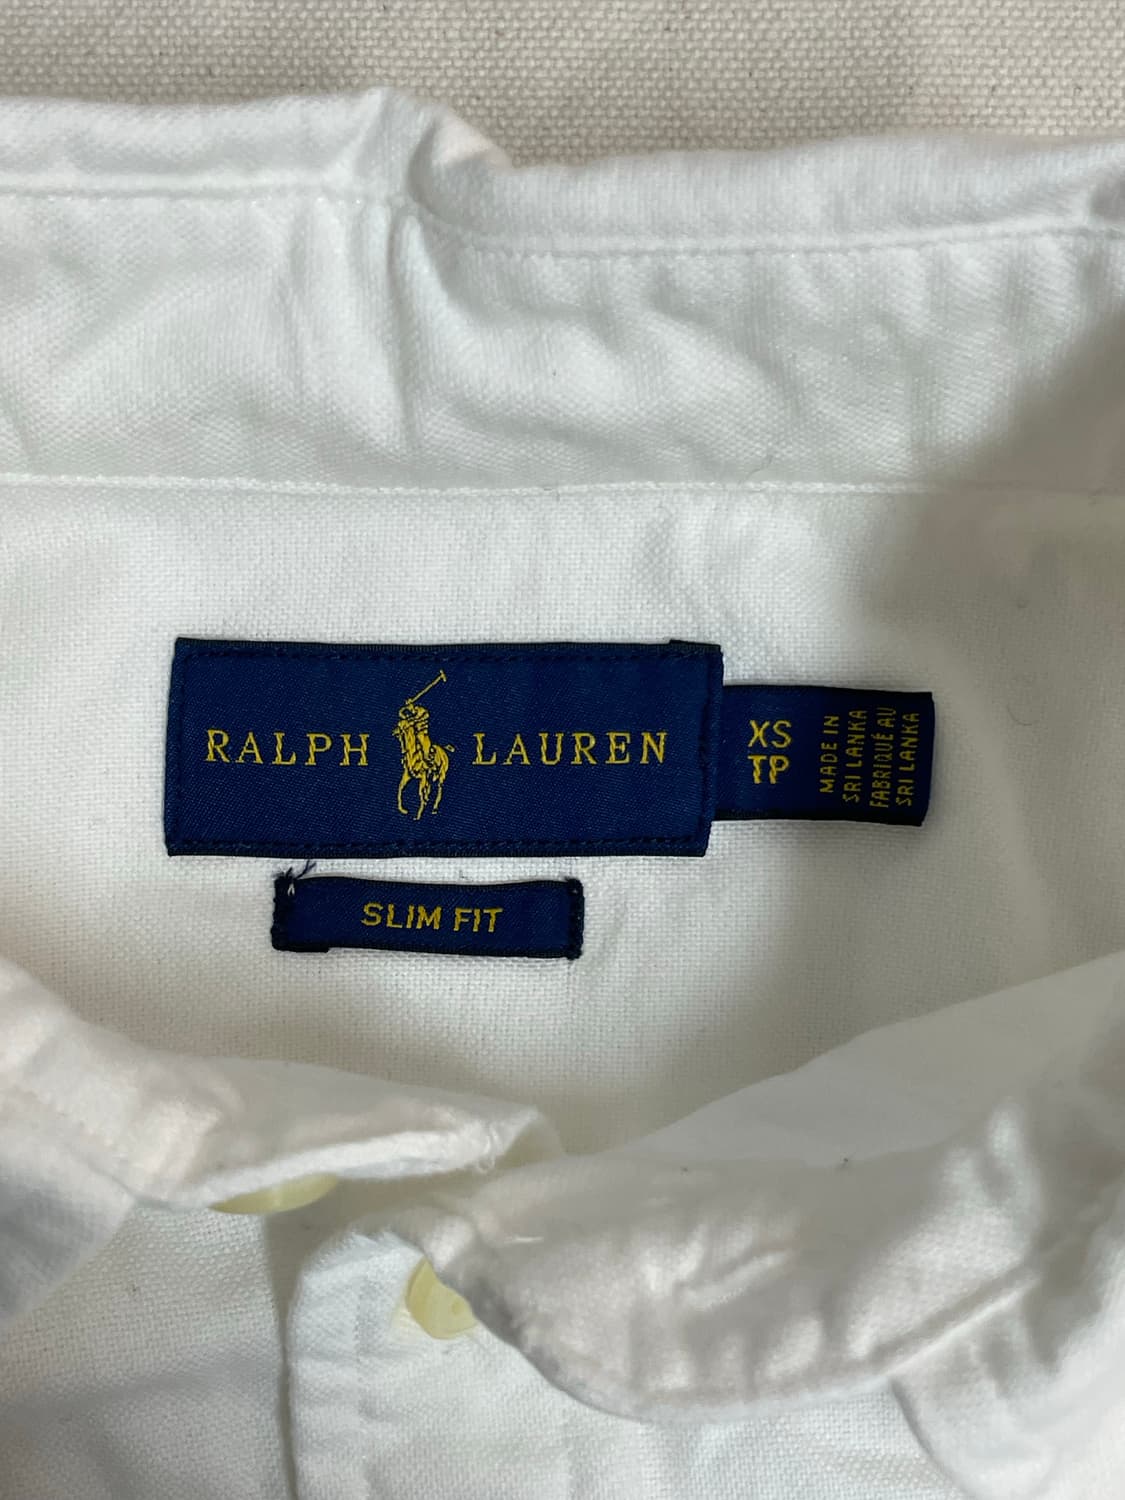 RALPH LAUREN
XS
TP
MADE IN
SRI LANKA
FABRIQUÉ AU
SRI LANKA
SLIM FIT